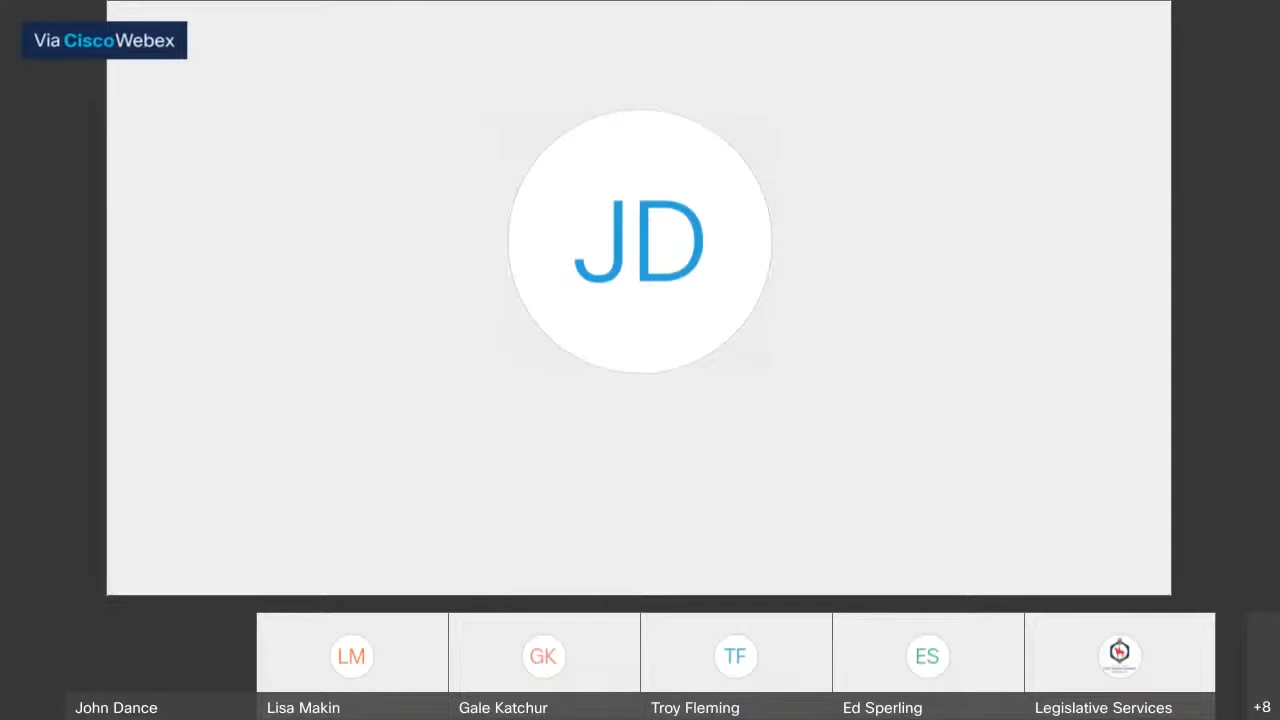 Via CiscoWebex
JD
LM
GK
TF
ES
John Dance
Lisa Makin
Gale Katchur
Troy Fleming
Ed Sperling
Legislative Services
+8